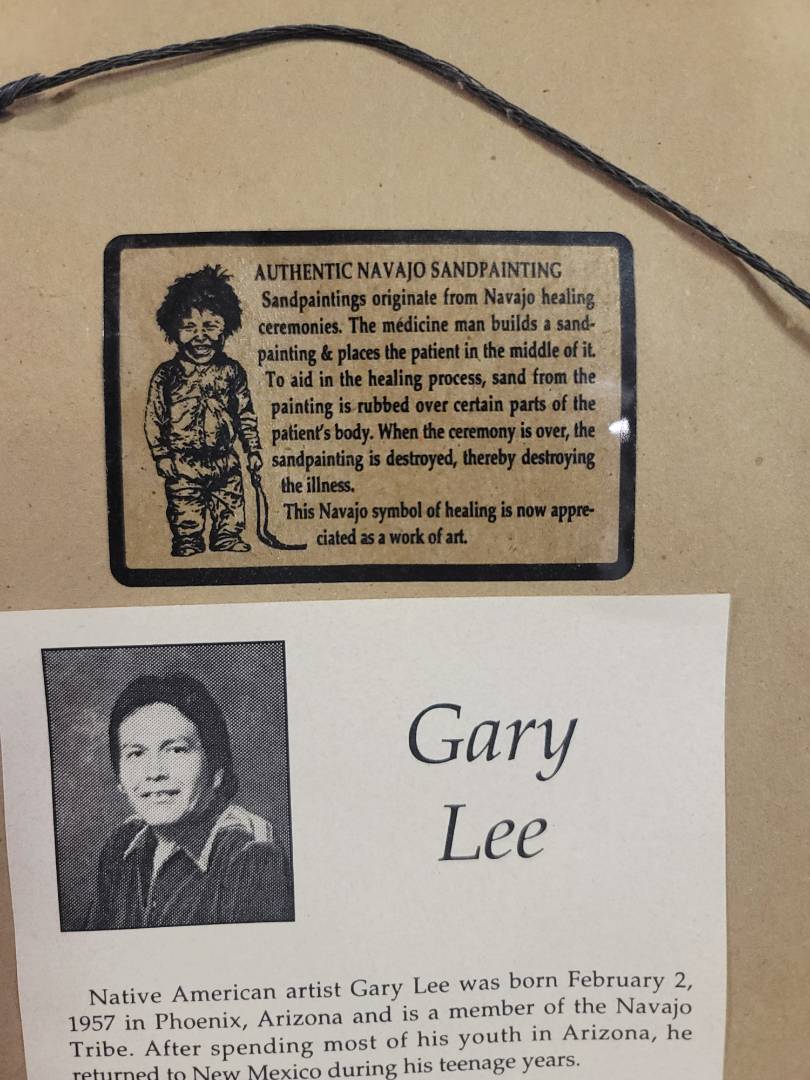 AUTHENTIC NAVAJO SANDPAINTING
Sandpaintings originate from Navajo healing
ceremonies. The medicine man builds a sand-
painting & places the patient in the middle of it.
To aid in the healing process, sand from the
painting is rubbed over certain parts of the
patient's body. When the ceremony is over, the
sandpainting is destroyed, thereby destroying
the illness.
This Navajo symbol of healing is now appre-
ciated as a work of art.
Gary
Lee
Native American artist Gary Lee was born February 2,
1957 in Phoenix, Arizona and is a member of the Navajo
Tribe. After spending most of his youth in Arizona, he
returned to New Mexico during his teenage years.